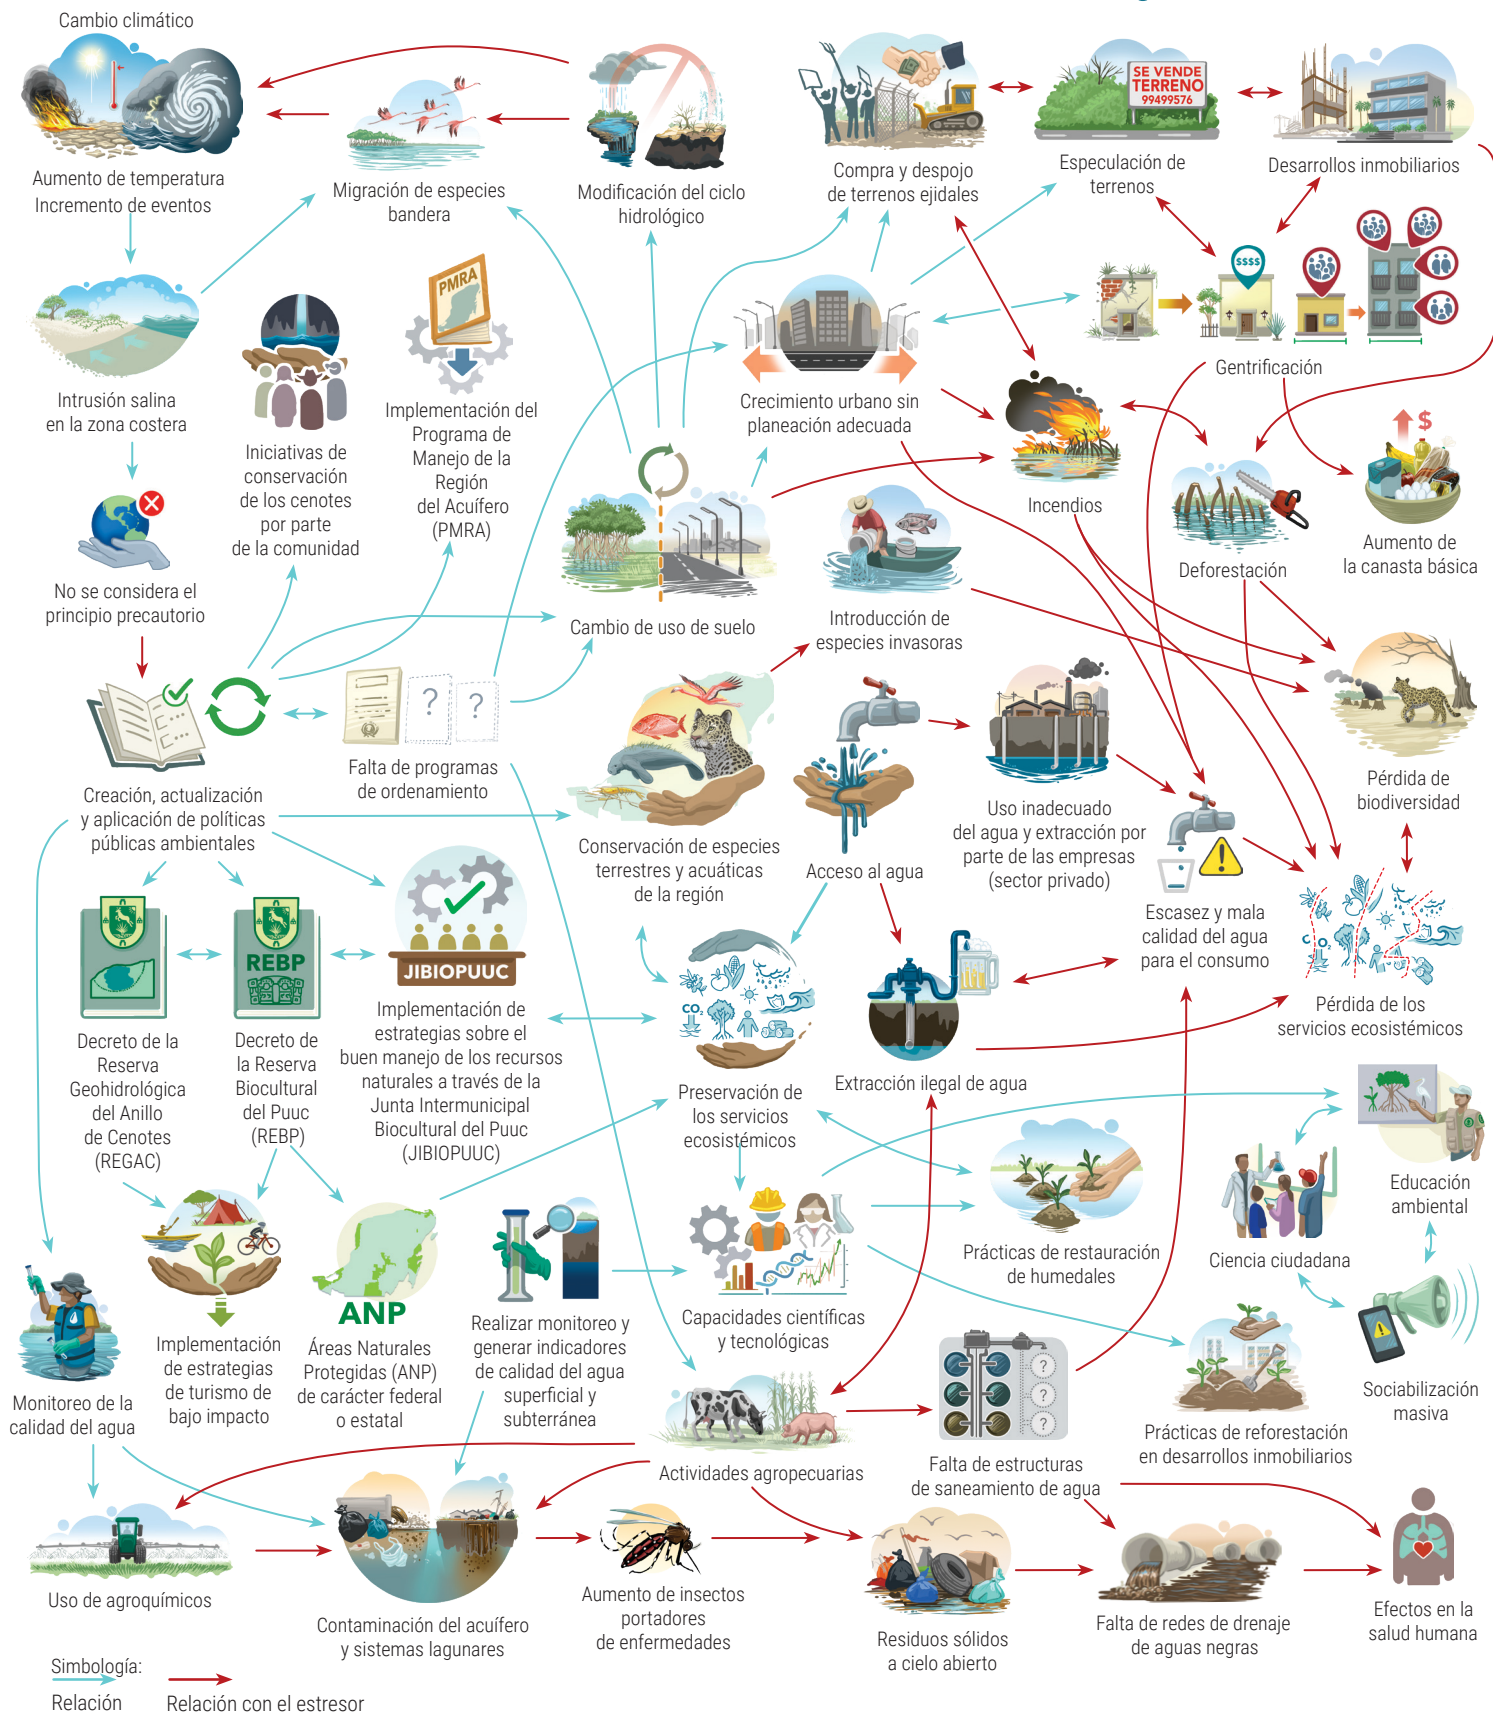 Cambio climático
Aumento de temperatura
Incremento de eventos
Migración de especies
bandera
Modificación del ciclo
hidrológico
Compra y despojo
de terrenos ejidales
SE VENDE
TERRENO
99499576
Especulación de
terrenos
Desarrollos inmobiliarios
Intrusión salina
en la zona costera
Iniciativas de
conservación
de los cenotes
por parte
de la comunidad
PMRA
Implementación del
Programa de
Manejo de la
Región
del Acuífero
(PMRA)
Crecimiento urbano sin
planeación adecuada
$$$$
Gentrificación
Incendios
$
Aumento de
la canasta básica
Deforestación
No se considera el
principio precautorio
Cambio de uso de suelo
Introducción de
especies invasoras
Creación, actualización
y aplicación de políticas
públicas ambientales
? ?
Falta de programas
de ordenamiento
Conservación de especies
terrestres y acuáticas
de la región
Acceso al agua
Uso inadecuado
del agua y extracción por
parte de las empresas
(sector privado)
Escasez y mala
calidad del agua
para el consumo
Pérdida de
biodiversidad
CO2
Pérdida de los
servicios ecosistémicos
Decreto de la
Reserva
Geohidrológica
del Anillo
de Cenotes
(REGAC)
REBP
Decreto de
la Reserva
Biocultural
del Puuc
(REBP)
JIBIOPUUC
Implementación de
estrategias sobre el
buen manejo de los recursos
naturales a través de la
Junta Intermunicipal
Biocultural del Puuc
(JIBIOPUUC)
CO2
Preservación de
los servicios
ecosistémicos
Extracción ilegal de agua
Prácticas de restauración
de humedales
Ciencia ciudadana
Educación
ambiental
Monitoreo de la
calidad del agua
Implementación
de estrategias
de turismo de
bajo impacto
ANP
Áreas Naturales
Protegidas (ANP)
de carácter federal
o estatal
Realizar monitoreo y
generar indicadores
de calidad del agua
superficial y
subterránea
Capacidades científicas
y tecnológicas
Actividades agropecuarias
?
?
?
Falta de estructuras
de saneamiento de agua
Prácticas de reforestación
en desarrollos inmobiliarios
Sociabilización
masiva
Uso de agroquímicos
Contaminación del acuífero
y sistemas lagunares
Aumento de insectos
portadores
de enfermedades
Residuos sólidos
a cielo abierto
Falta de redes de drenaje
de aguas negras
Efectos en la
salud humana
Simbología:
Relación
Relación con el estresor